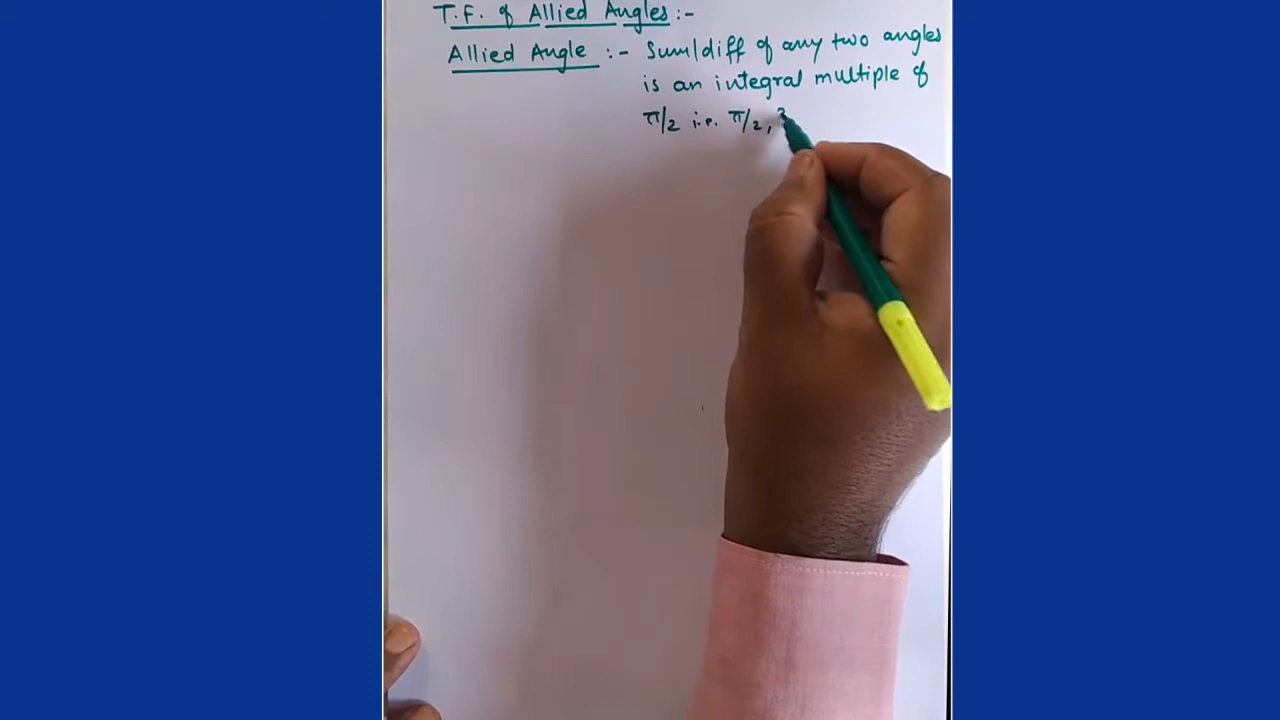 T.F. of Allied Angles :-
Allied Angle :- Sum/diff of any two angles
is an integral multiple of
π/2 i.e. π/2,